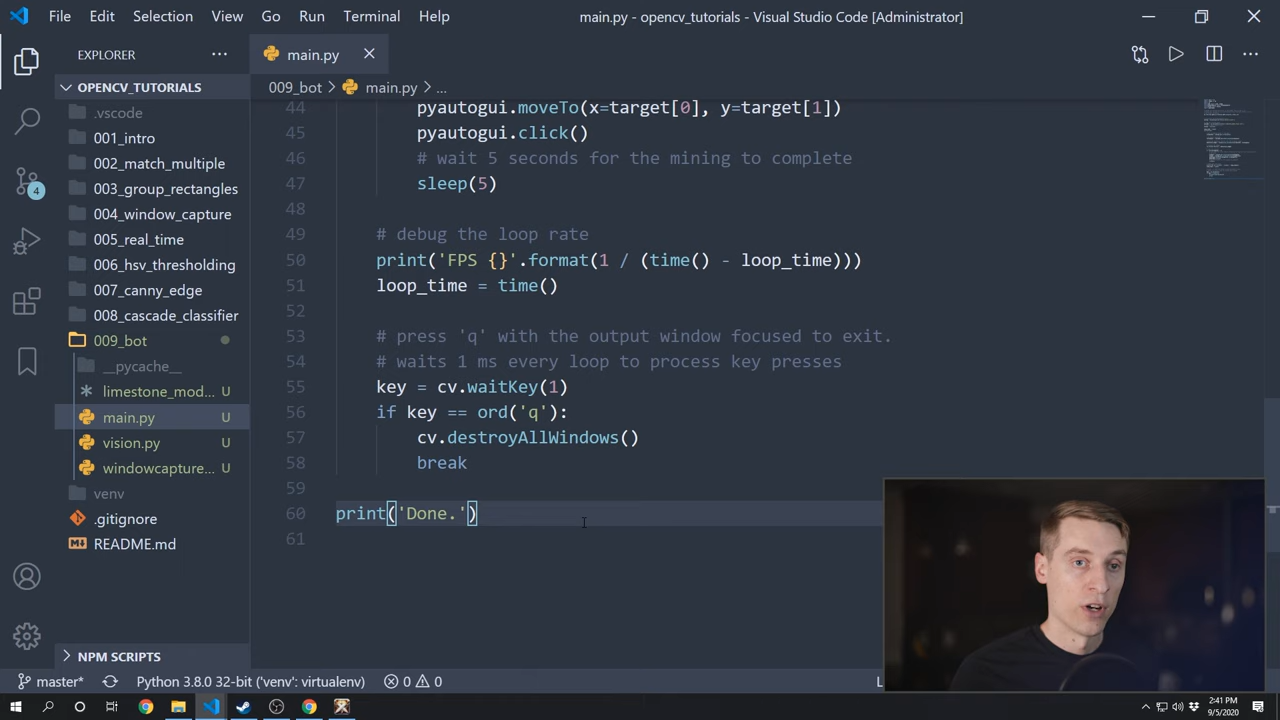 File Edit Selection View Go Run Terminal Help main.py - opencv_tutorials - Visual Studio Code [Administrator]
EXPLORER
main.py
OPENCV_TUTORIALS
009_bot > main.py > ...
.vscode
001_intro
002_match_multiple
003_group_rectangles
004_window_capture
005_real_time
006_hsv_thresholding
007_canny_edge
008_cascade_classifier
009_bot
__pycache__
limestone_mod... U
main.py U
vision.py U
windowcapture... U
venv
.gitignore
README.md
NPM SCRIPTS
4
44 pyautogui.moveTo(x=target[0], y=target[1])
45 pyautogui.click()
46 # wait 5 seconds for the mining to complete
47 sleep(5)
48
49 # debug the loop rate
50 print('FPS {}'.format(1 / (time() - loop_time)))
51 loop_time = time()
52
53 # press 'q' with the output window focused to exit.
54 # waits 1 ms every loop to process key presses
55 key = cv.waitKey(1)
56 if key == ord('q'):
57 cv.destroyAllWindows()
58 break
59
60 print('Done.')
61
master* Python 3.8.0 32-bit ('venv': virtualenv) 0 0 L
2:41 PM
9/5/2020